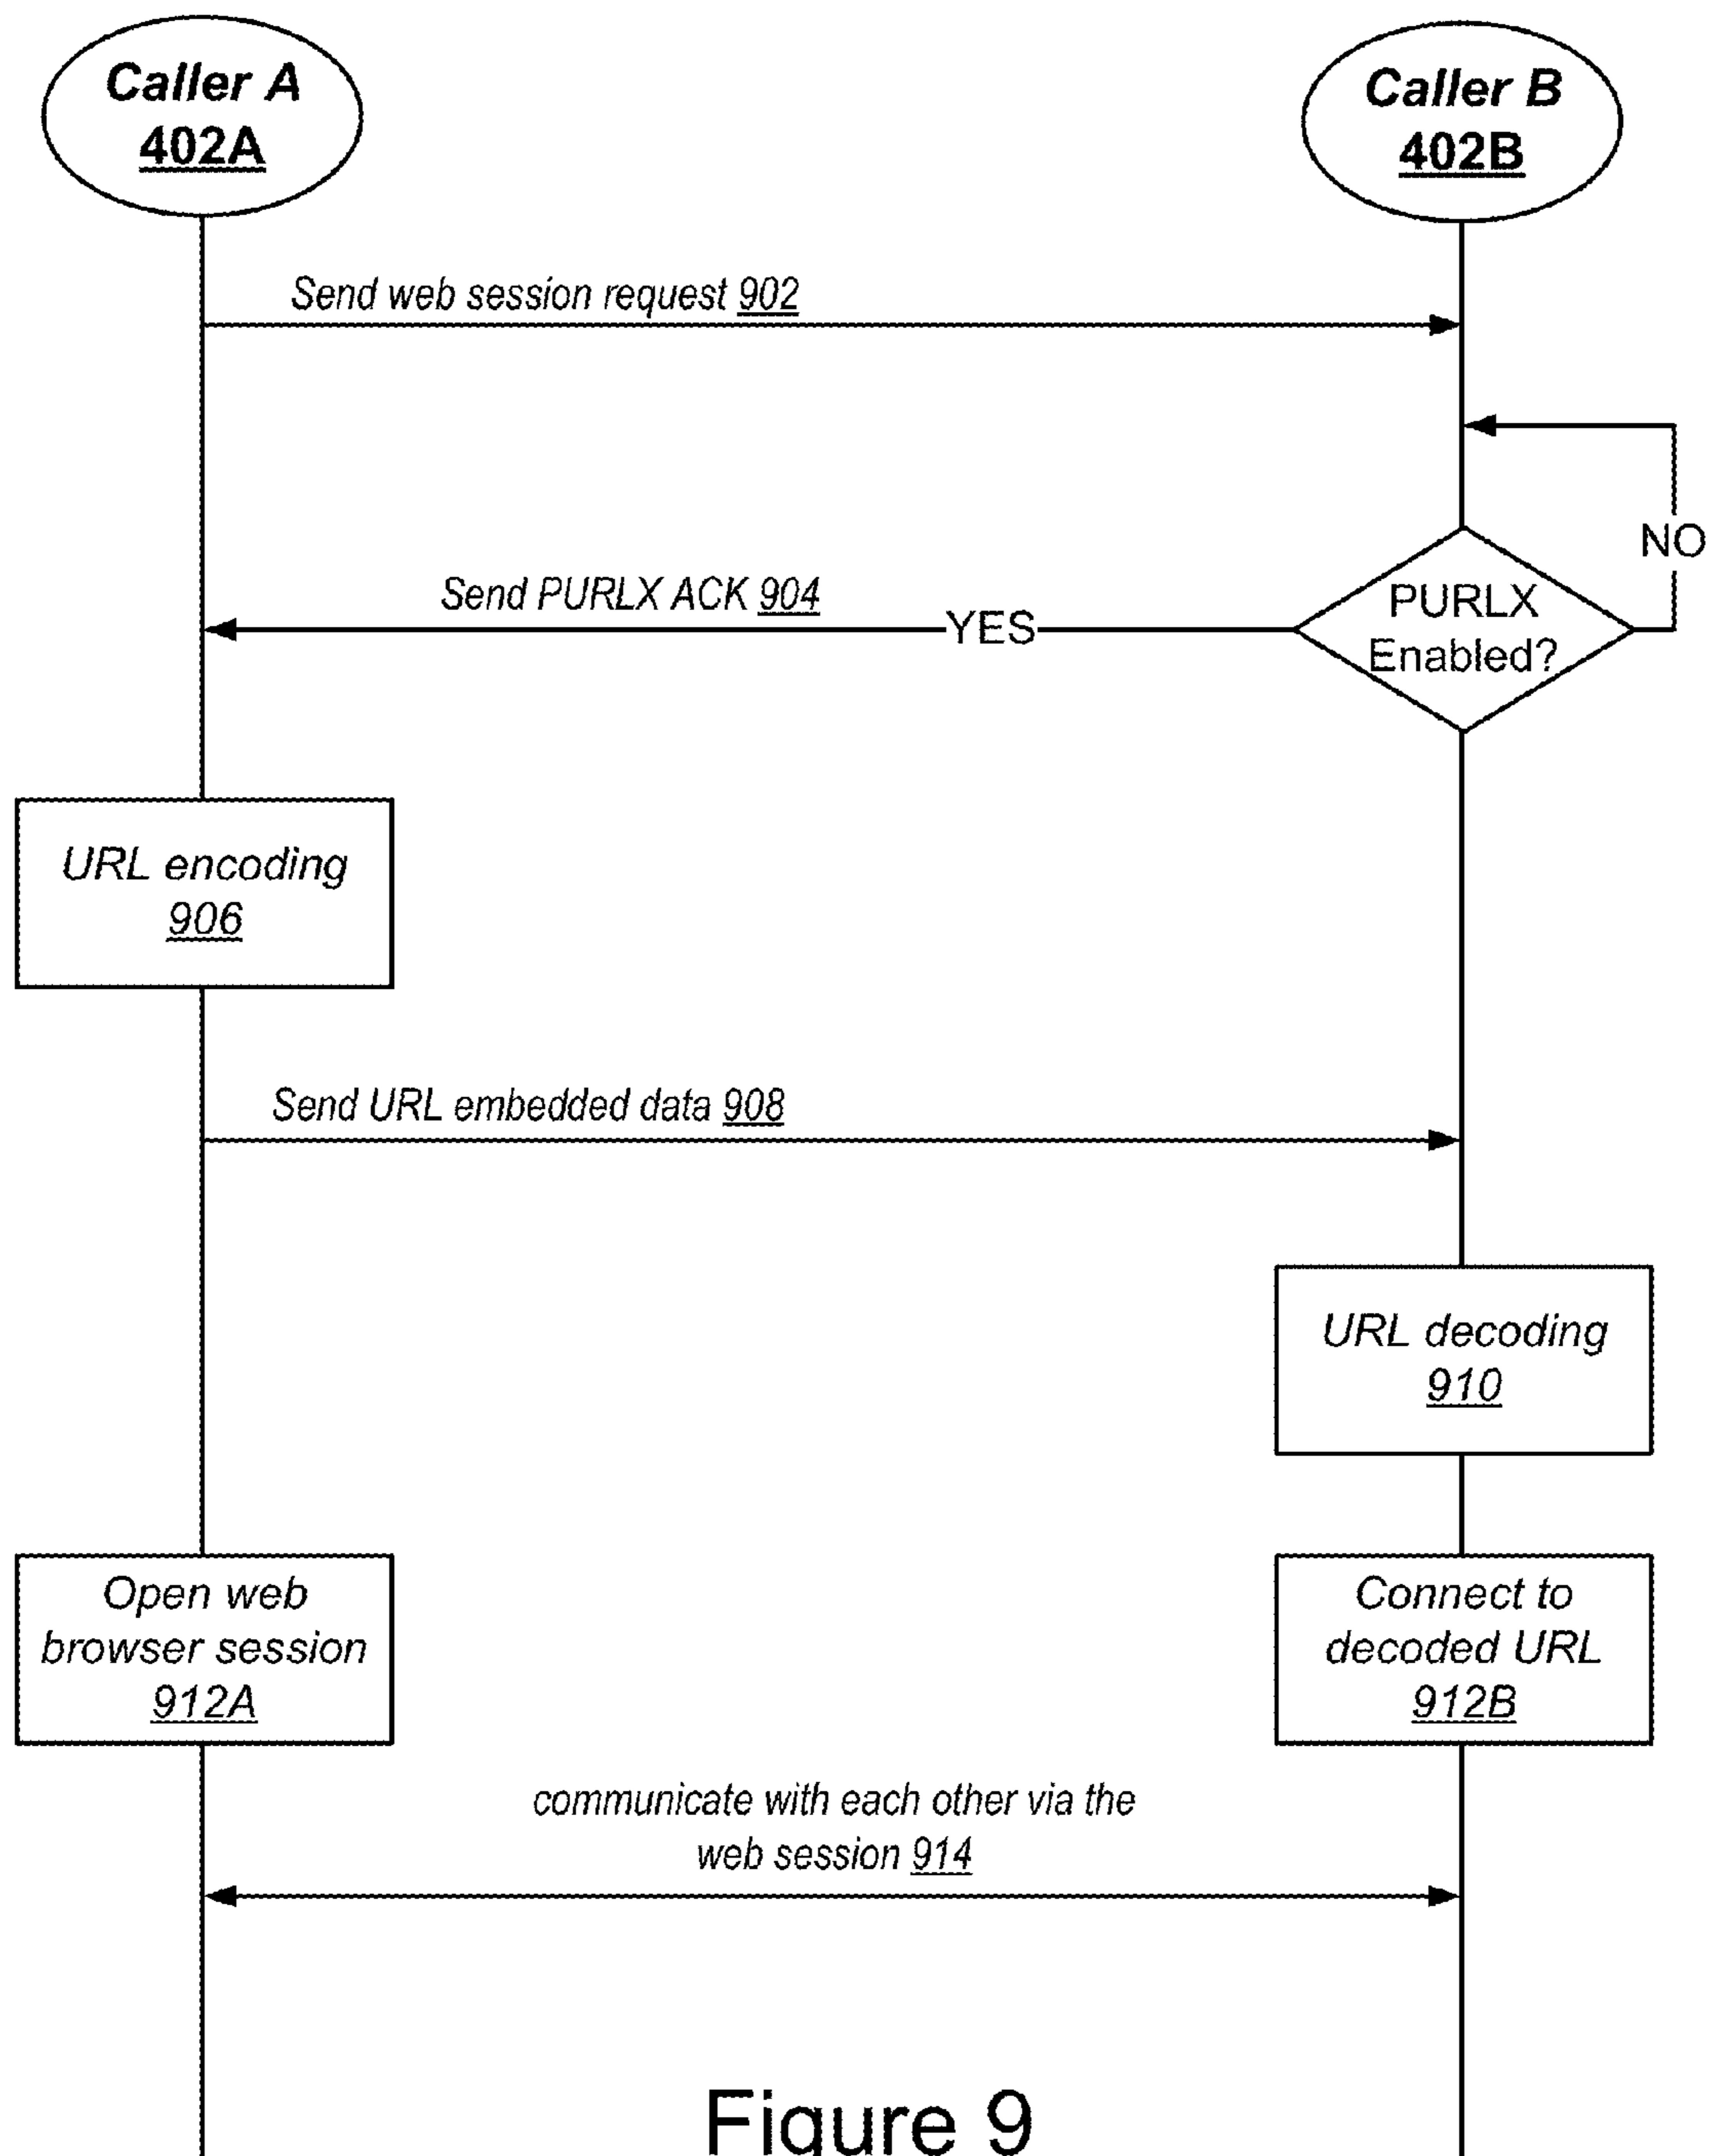 Caller A
402A
Caller B
402B
Send web session request 902
NO
Send PURLX ACK 904
YES
PURLX
Enabled?
URL encoding
906
Send URL embedded data 908
URL decoding
910
Open web
browser session
912A
Connect to
decoded URL
912B
communicate with each other via the
web session 914
Figure 9